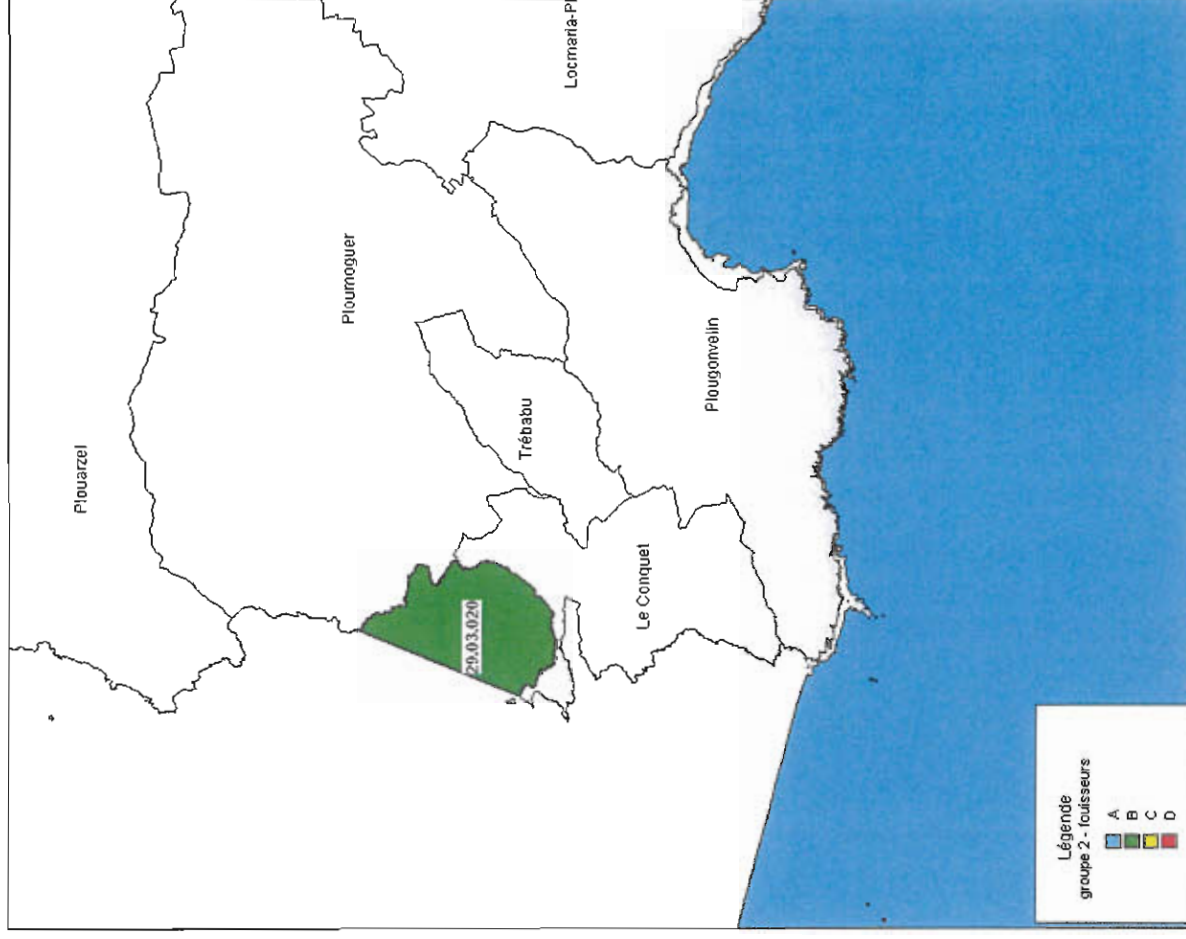 Plouarzel
Ploumoguer
Locmaria-Pl
Trébabu
29.03.020
Le Conquet
Plougonvelin
Légende
groupe 2 - fouisseurs
A
B
C
D